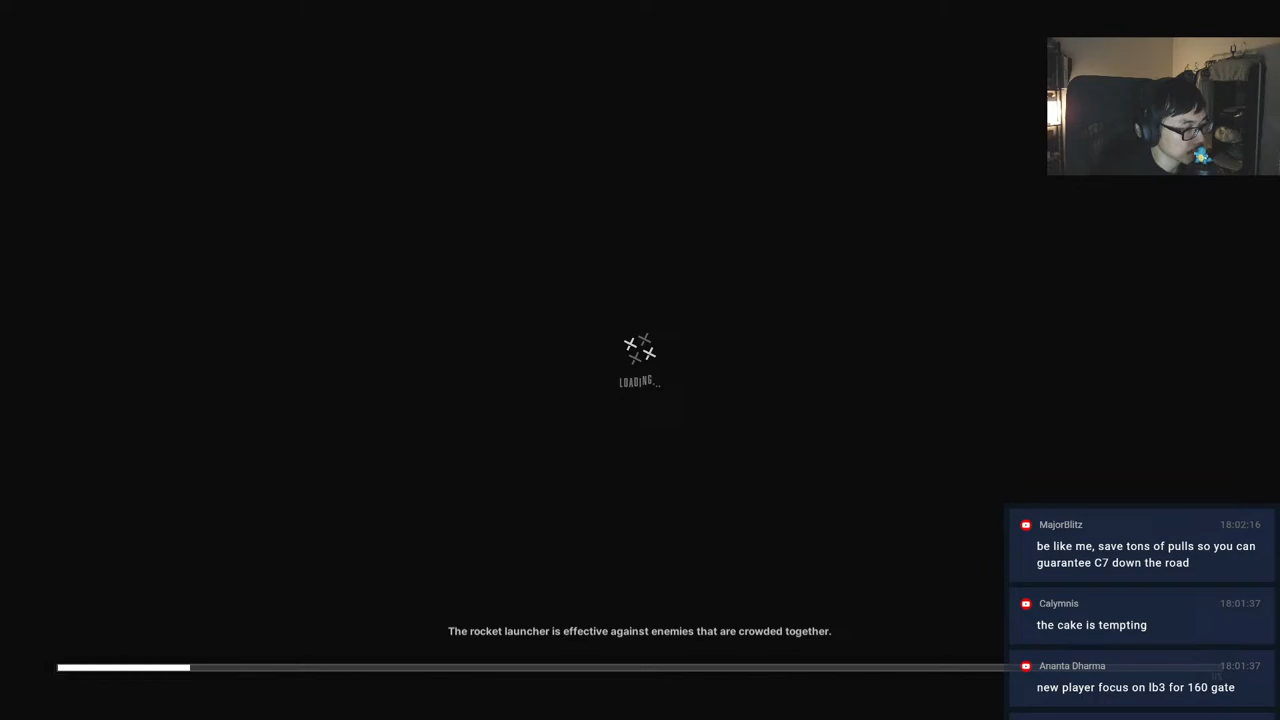 LOADING...
MajorBlitz 18:02:16
be like me, save tons of pulls so you can
guarantee C7 down the road
Calymnis 18:01:37
the cake is tempting
The rocket launcher is effective against enemies that are crowded together.
Ananta Dharma 18:01:37
new player focus on lb3 for 160 gate